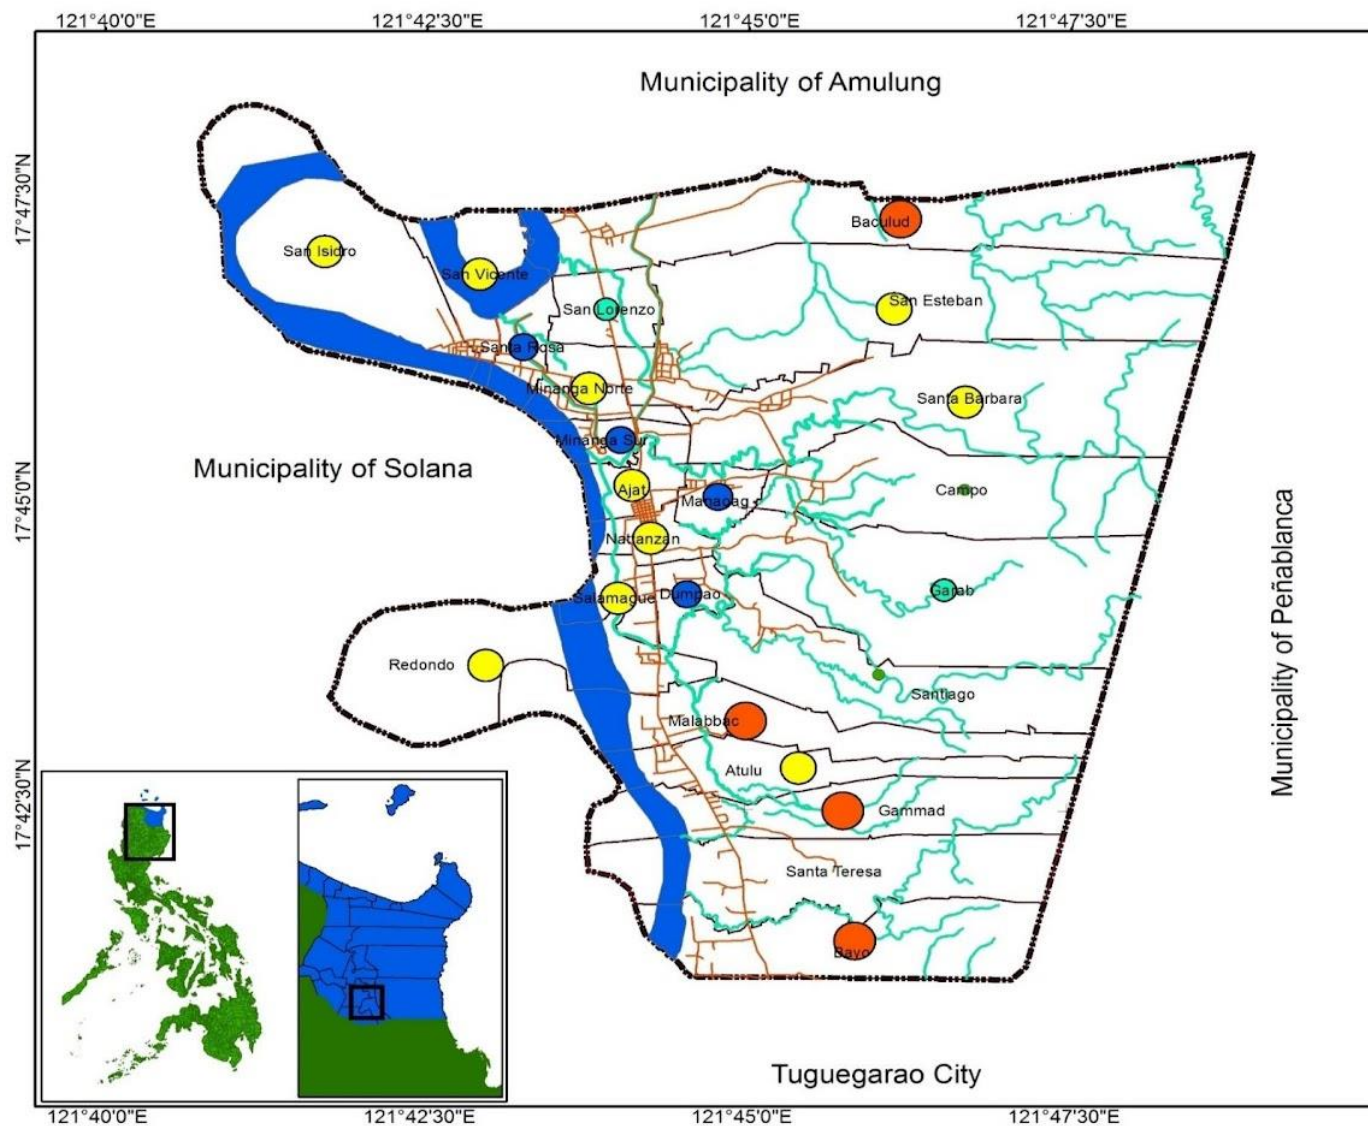 121°40'0"E
121°42'30"E
121°45'0"E
121°47'30"E
Municipality of Amulung
17°47'30"N
Baculud
San Isidro
San Vicente
San Esteban
San Lorenzo
Santa Rosa
Minanga Norte
Santa Barbara
Minanga Sur
Municipality of Solana
17°45'0"N
Ajat
Manaoag
Campo
Nattanzan
Municipality of Peñablanca
Salamague
Dumpao
Garab
Redondo
Santiago
Malabbac
Atulu
17°42'30"N
Gammad
Santa Teresa
Bayo
Tuguegarao City
121°40'0"E
121°42'30"E
121°45'0"E
121°47'30"E